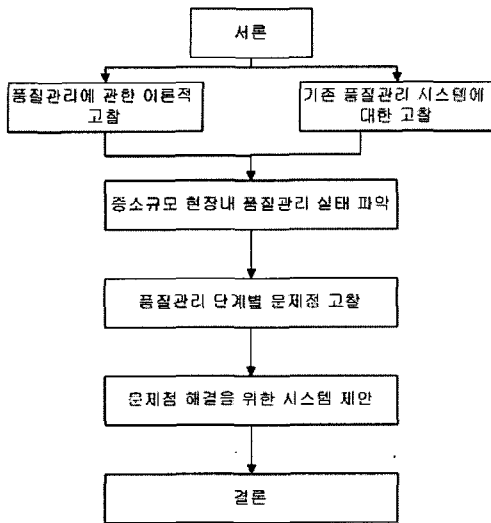 서론
품질관리에 관한 이론적
고찰
기존 품질관리 시스템에
대한 고찰
중소규모 현장내 품질관리 실태 파악
품질관리 단계별 문제점 고찰
문제점 해결을 위한 시스템 제안
결론